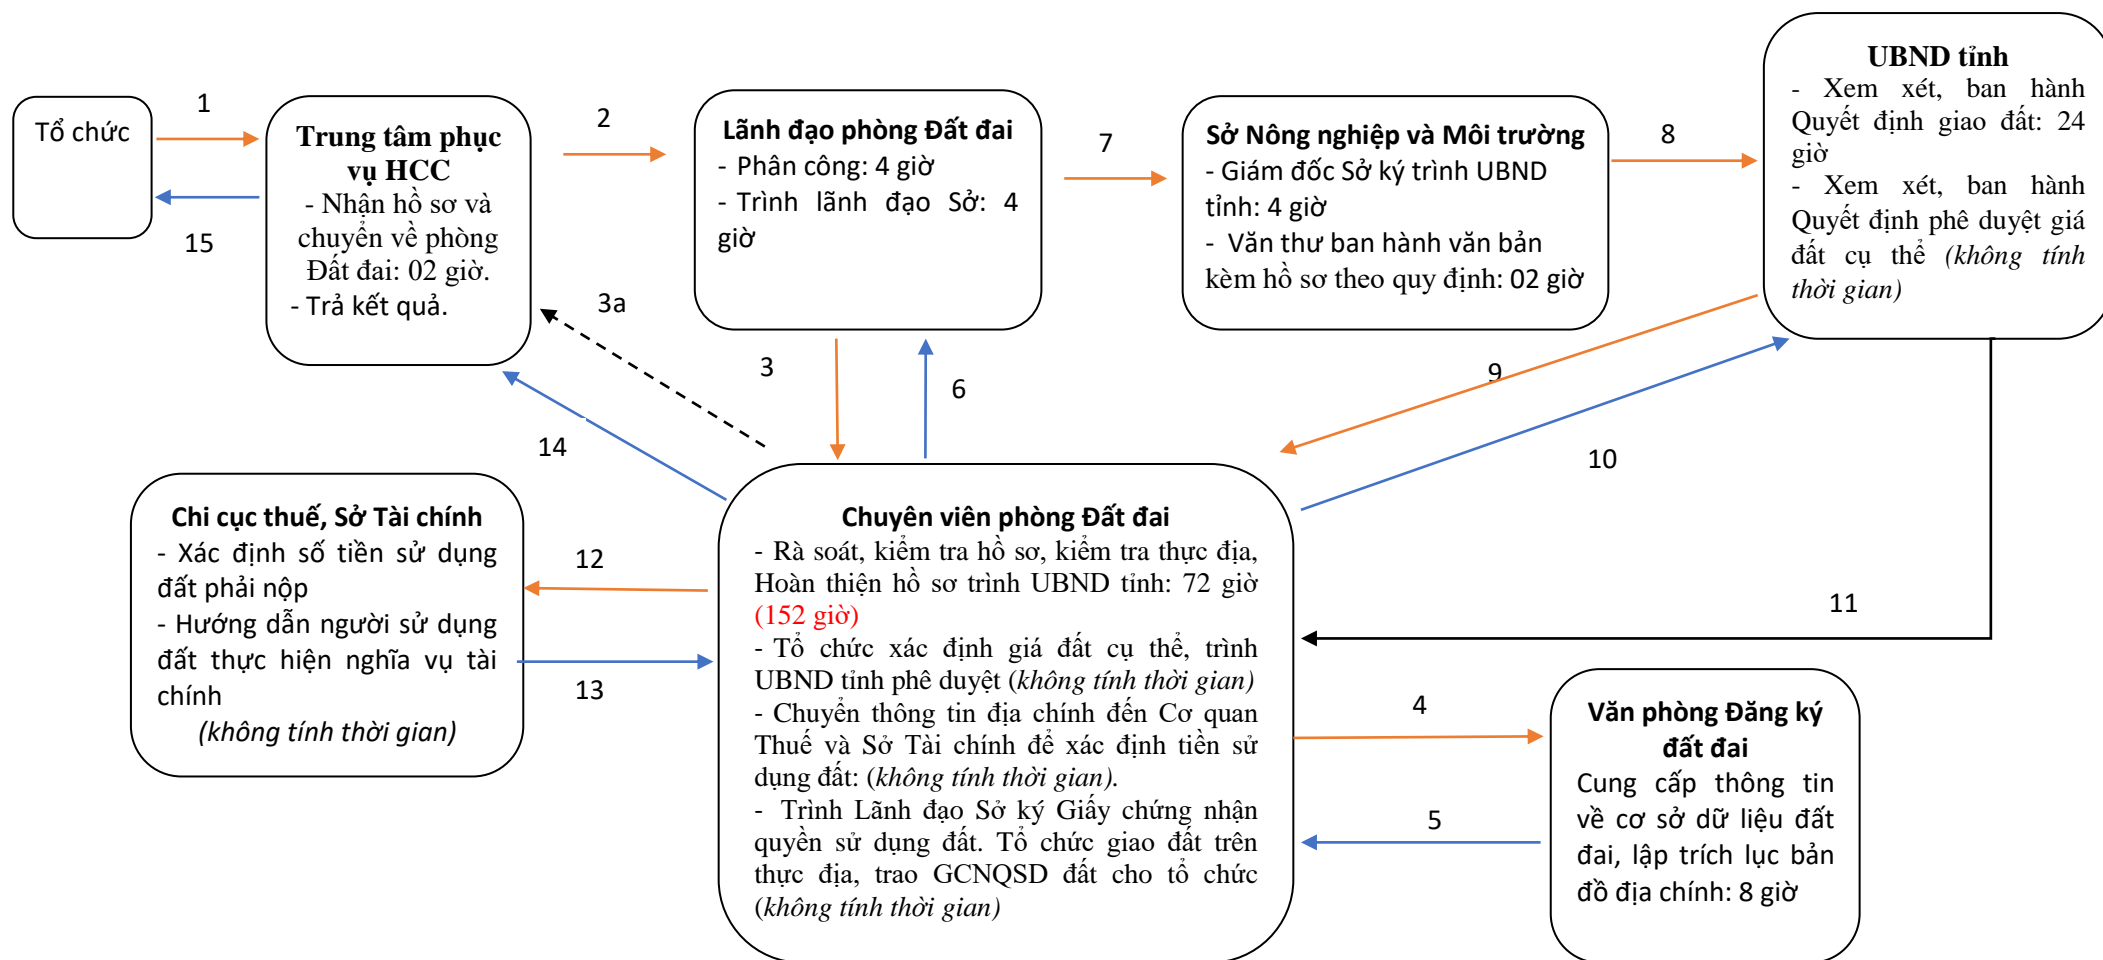 Tổ chức
1
15
Trung tâm phục
vụ HCC
- Nhận hồ sơ và
chuyển về phòng
Đất đai: 02 giờ.
- Trả kết quả.
2
3a
Lãnh đạo phòng Đất đai
- Phân công: 4 giờ
- Trình lãnh đạo Sở: 4
giờ
7
Sở Nông nghiệp và Môi trường
- Giám đốc Sở ký trình UBND
tỉnh: 4 giờ
- Văn thư ban hành văn bản
kèm hồ sơ theo quy định: 02 giờ
8
UBND tỉnh
- Xem xét, ban hành
Quyết định giao đất: 24
giờ
- Xem xét, ban hành
Quyết định phê duyệt giá
đất cụ thể (không tính
thời gian)
3
6
9
10
14
11
Chi cục thuế, Sở Tài chính
- Xác định số tiền sử dụng
đất phải nộp
- Hướng dẫn người sử dụng
đất thực hiện nghĩa vụ tài
chính
(không tính thời gian)
12
13
Chuyên viên phòng Đất đai
- Rà soát, kiểm tra hồ sơ, kiểm tra thực địa,
Hoàn thiện hồ sơ trình UBND tỉnh: 72 giờ
(152 giờ)
- Tổ chức xác định giá đất cụ thể, trình
UBND tỉnh phê duyệt (không tính thời gian)
- Chuyển thông tin địa chính đến Cơ quan
Thuế và Sở Tài chính để xác định tiền sử
dụng đất: (không tính thời gian).
- Trình Lãnh đạo Sở ký Giấy chứng nhận
quyền sử dụng đất. Tổ chức giao đất trên
thực địa, trao GCNQSD đất cho tổ chức
(không tính thời gian)
4
5
Văn phòng Đăng ký
đất đai
Cung cấp thông tin
về cơ sở dữ liệu đất
đai, lập trích lục bản
đồ địa chính: 8 giờ